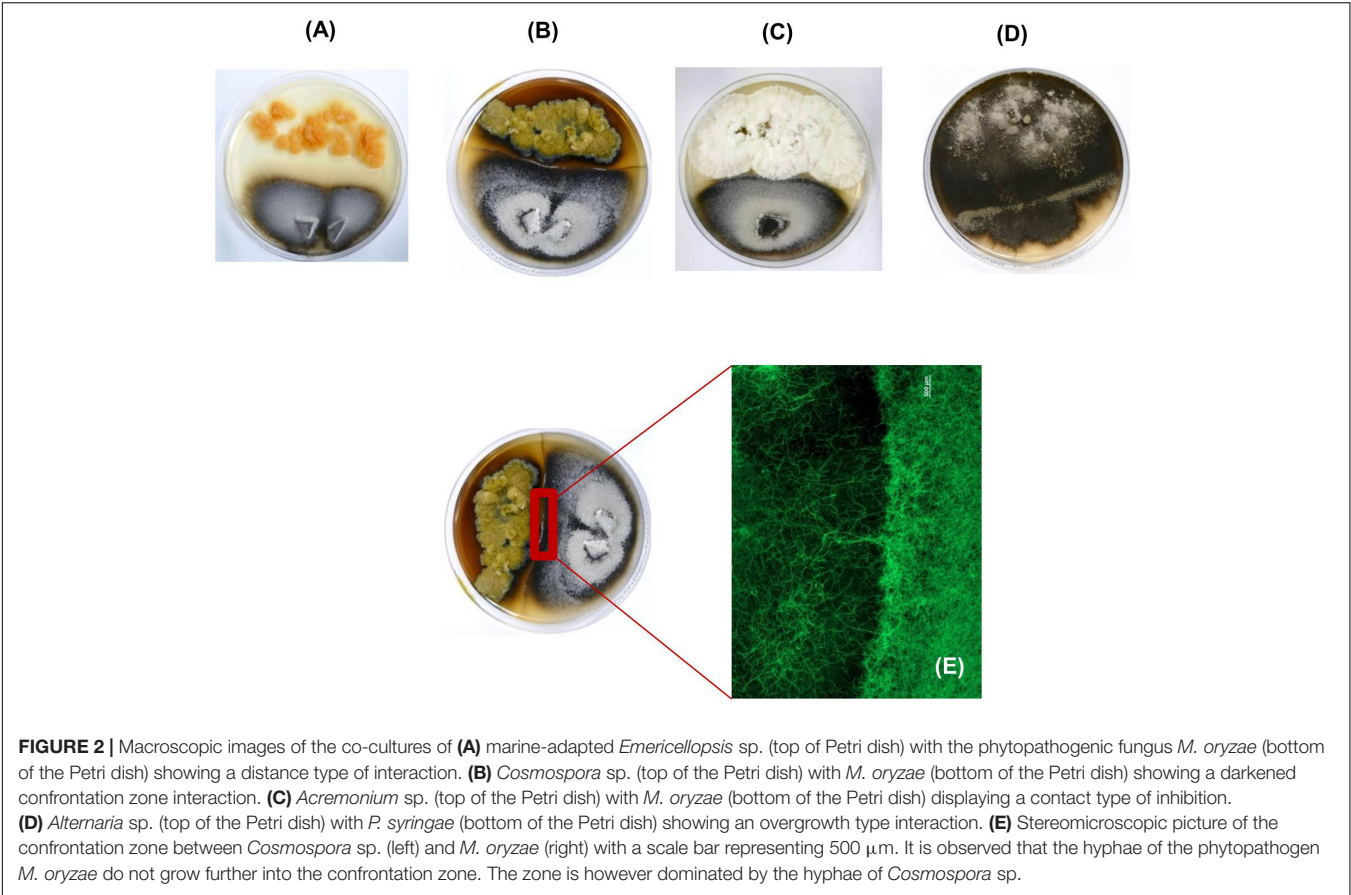 (A)
(B)
(C)
(D)
500 µm
(E)
FIGURE 2 | Macroscopic images of the co-cultures of (A) marine-adapted Emericellopsis sp. (top of Petri dish) with the phytopathogenic fungus M. oryzae (bottom
of the Petri dish) showing a distance type of interaction. (B) Cosmospora sp. (top of the Petri dish) with M. oryzae (bottom of the Petri dish) showing a darkened
confrontation zone interaction. (C) Acremonium sp. (top of the Petri dish) with M. oryzae (bottom of the Petri dish) displaying a contact type of inhibition.
(D) Alternaria sp. (top of the Petri dish) with P. syringae (bottom of the Petri dish) showing an overgrowth type interaction. (E) Stereomicroscopic picture of the
confrontation zone between Cosmospora sp. (left) and M. oryzae (right) with a scale bar representing 500 μm. It is observed that the hyphae of the phytopathogen
M. oryzae do not grow further into the confrontation zone. The zone is however dominated by the hyphae of Cosmospora sp.